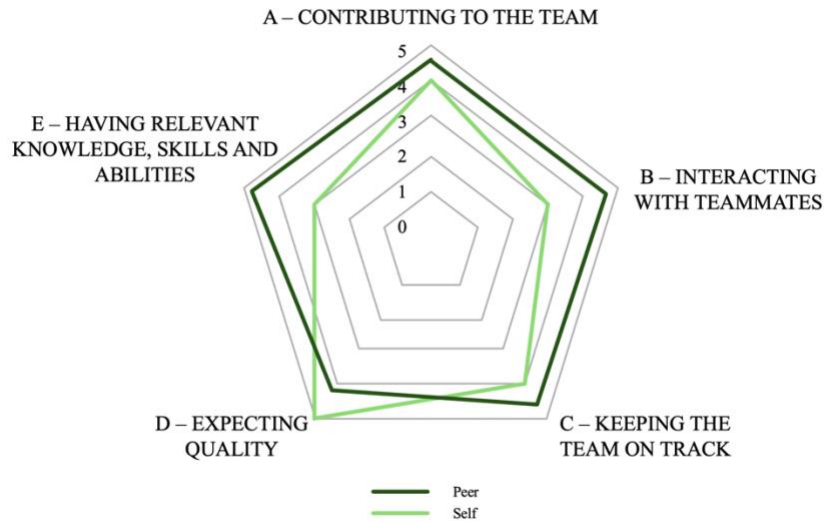 A – CONTRIBUTING TO THE TEAM
5
4
3
2
1
0
E – HAVING RELEVANT
KNOWLEDGE, SKILLS AND
ABILITIES
B – INTERACTING
WITH TEAMMATES
D – EXPECTING
QUALITY
C – KEEPING THE
TEAM ON TRACK
Peer
Self